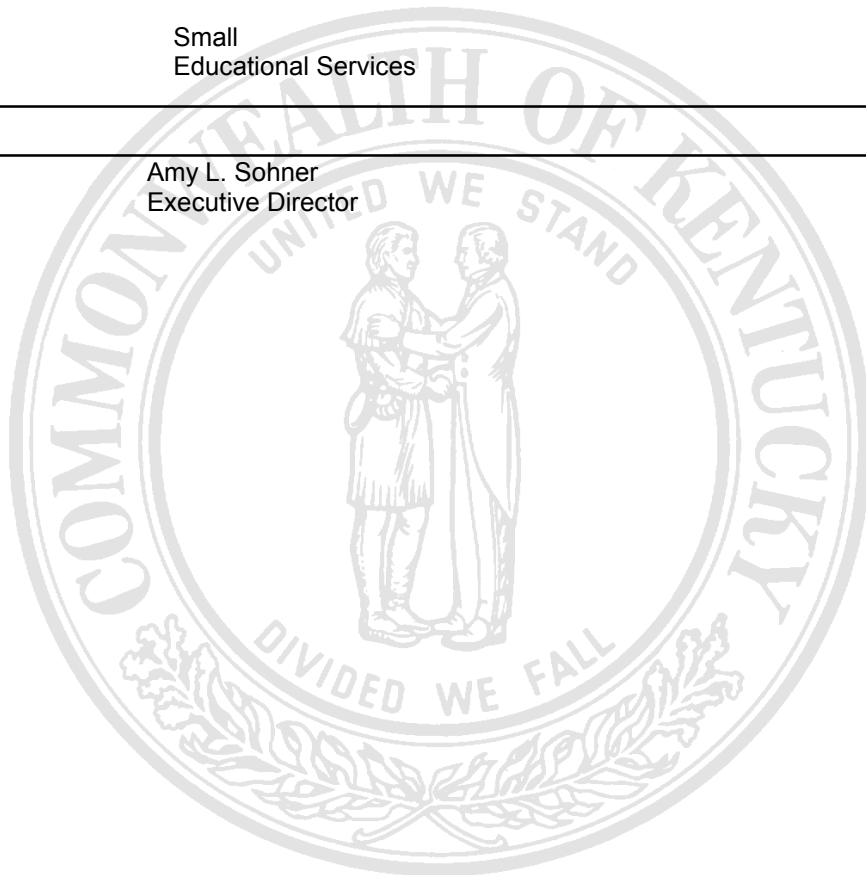 Small
Educational Services
Amy L. Sohner
Executive Director
COMMONWEALTH OF KENTUCKY
UNITED WE STAND
DIVIDED WE FALL